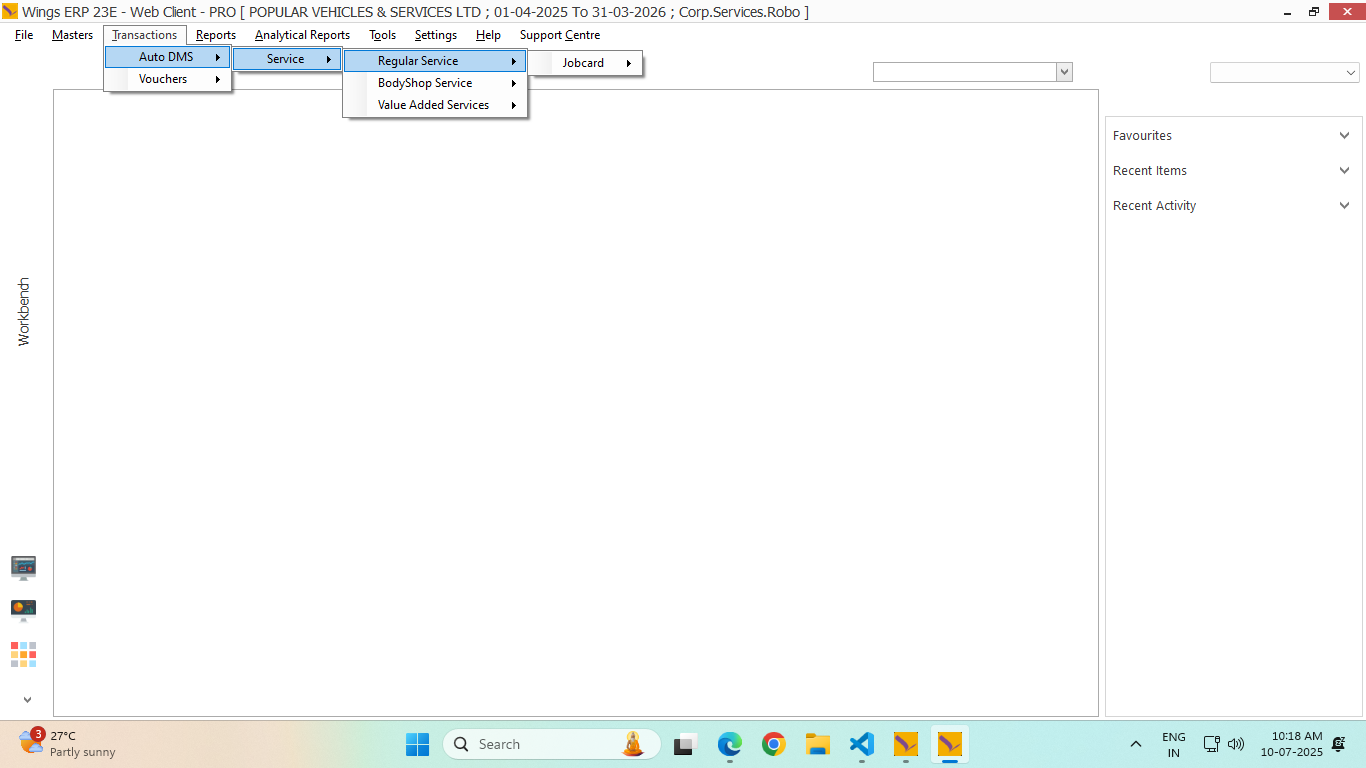 Wings ERP 23E - Web Client - PRO [ POPULAR VEHICLES & SERVICES LTD ; 01-04-2025 To 31-03-2026 ; Corp.Services.Robo ]
File Masters Transactions Reports Analytical Reports Tools Settings Help Support Centre
Auto DMS Service Regular Service Jobcard
Vouchers BodyShop Service
Value Added Services
Favourites
Recent Items
Recent Activity
Workbench
3 27°C
Partly sunny
Search
ENG
IN
10:18 AM
10-07-2025